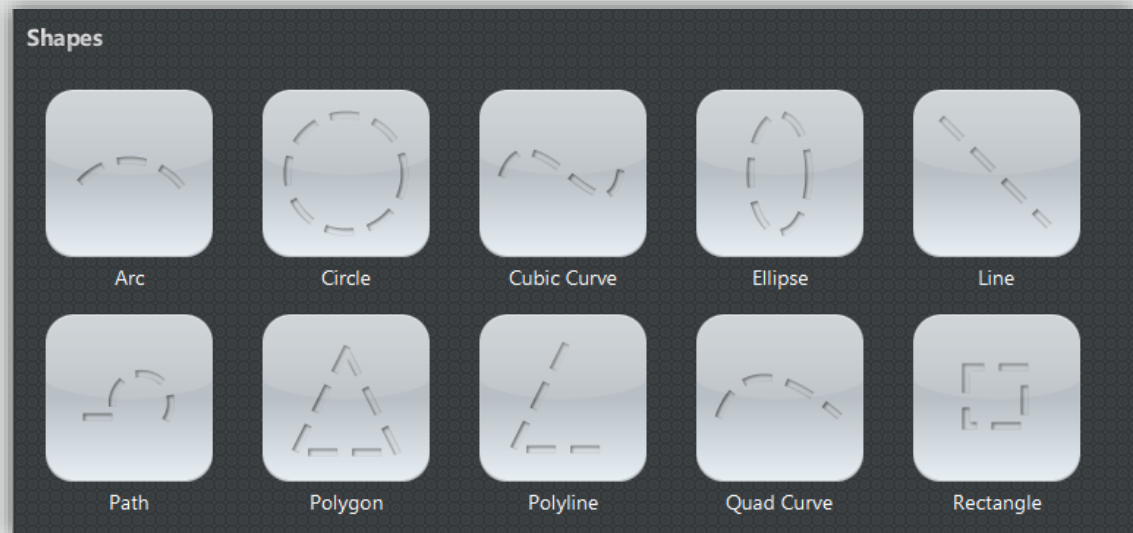 Shapes
Arc
Circle
Cubic Curve
Ellipse
Line
Path
Polygon
Polyline
Quad Curve
Rectangle